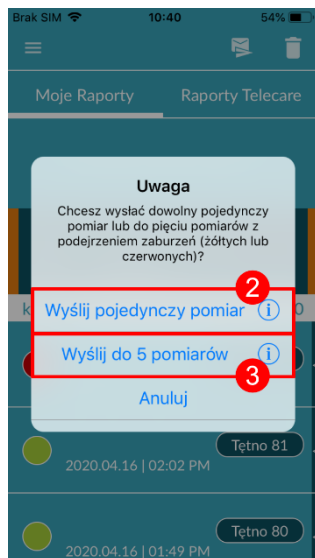 Brak SIM 10:40 54%
Moje Raporty Raporty Telecare
Uwaga
Chcesz wysłać dowolny pojedynczy
pomiar lub do pięciu pomiarów z
podejrzeniem zaburzeń (żółtych lub
czerwonych)?
2
Wyślij pojedynczy pomiar i
Wyślij do 5 pomiarów i
3
Anuluj
Tętno 81
2020.04.16 | 02:02 PM
Tętno 80
2020.04.16 | 01:49 PM